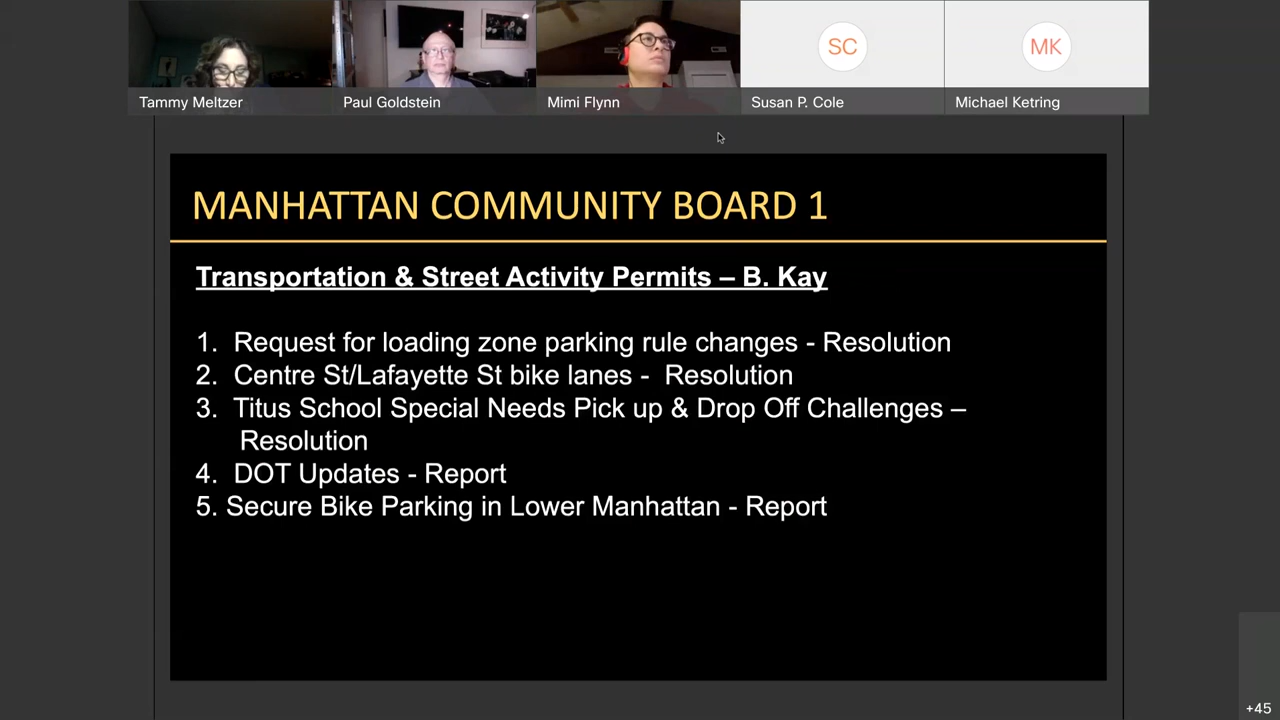 Tammy Meltzer
Paul Goldstein
Mimi Flynn
SC
Susan P. Cole
MK
Michael Ketring
MANHATTAN COMMUNITY BOARD 1
Transportation & Street Activity Permits – B. Kay
1. Request for loading zone parking rule changes - Resolution
2. Centre St/Lafayette St bike lanes - Resolution
3. Titus School Special Needs Pick up & Drop Off Challenges –
Resolution
4. DOT Updates - Report
5. Secure Bike Parking in Lower Manhattan - Report
+45